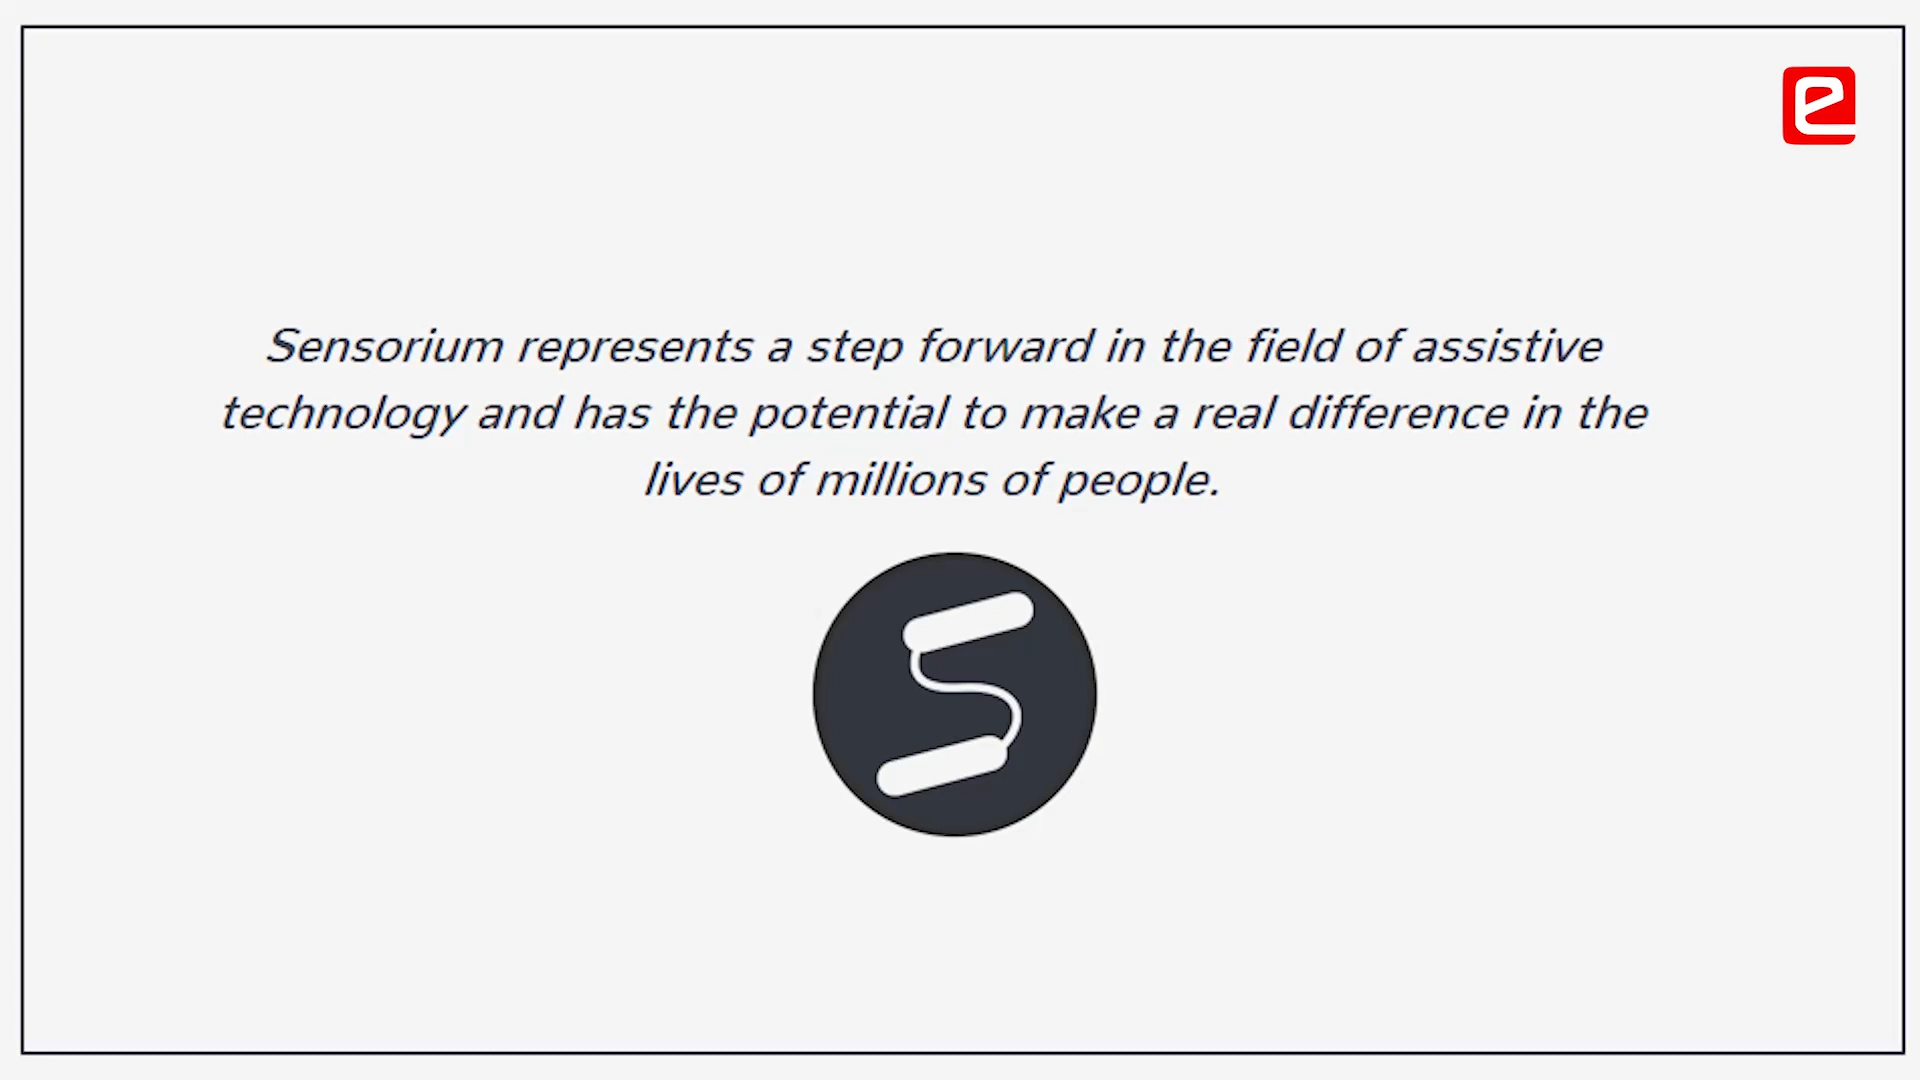 e
Sensorium represents a step forward in the field of assistive
technology and has the potential to make a real difference in the
lives of millions of people.
S